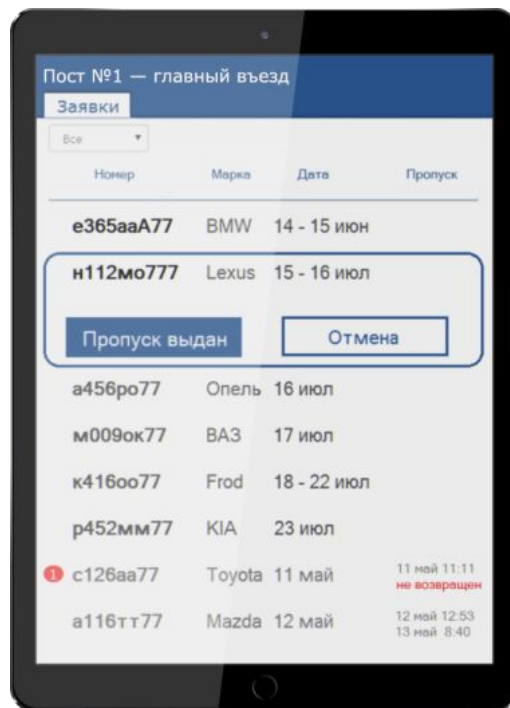 Пост №1 — главный въезд
Заявки
Все
Номер Марка Дата Пропуск
е365ааА77 BMW 14 - 15 июн
н112мо777 Lexus 15 - 16 июл
Пропуск выдан Отмена
а456ро77 Опель 16 июл
м009ок77 ВАЗ 17 июл
к416оо77 Frod 18 - 22 июл
р452мм77 KIA 23 июл
1 с126аа77 Toyota 11 май 11 май 11:11
не возвращен
а116тт77 Mazda 12 май 12 май 12:53
13 май 8:40